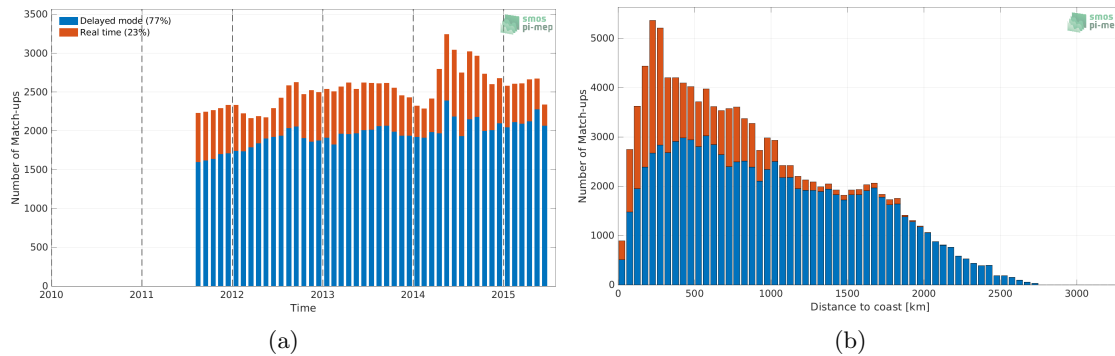 Delayed mode (77%)
Real time (23%)
smos
pi-mep
Number of Match-ups
3500
3000
2500
2000
1500
1000
500
0
2010 2011 2012 2013 2014 2015
Time
(a)
smos
pi-mep
Number of Match-ups
5000
4000
3000
2000
1000
0
0 500 1000 1500 2000 2500 3000
Distance to coast [km]
(b)